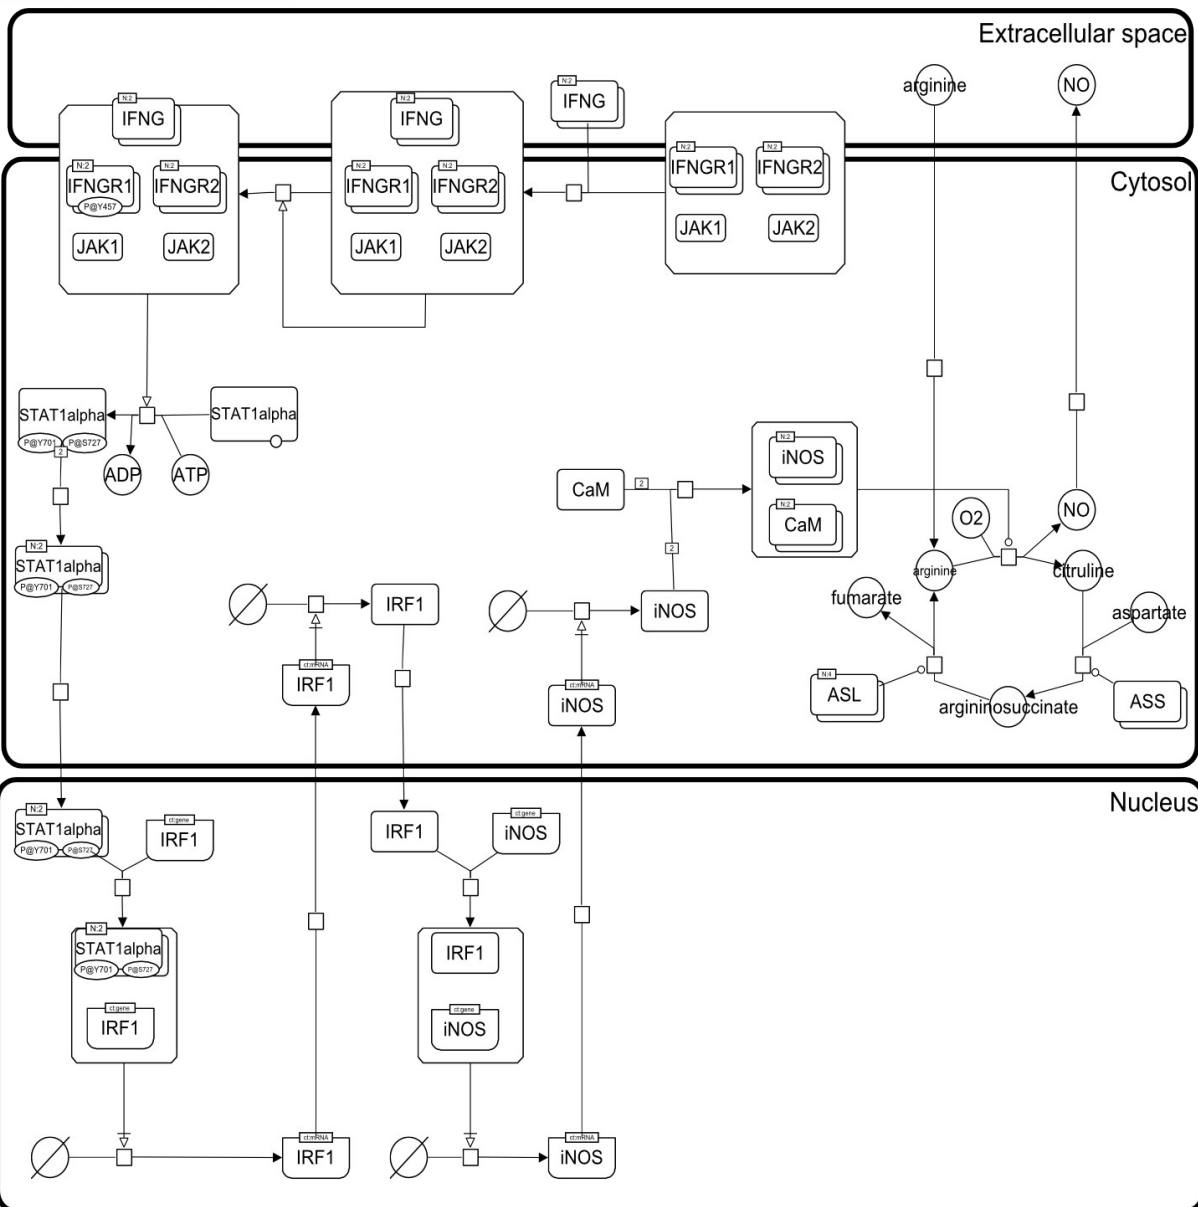 Extracellular space
N:2
IFNG
N:2
IFNG
N:2
IFNG
arginine
NO
Cytosol
N:2
IFNGR1
P@Y457
N:2
IFNGR2
JAK1
JAK2
N:2
IFNGR1
N:2
IFNGR2
JAK1
JAK2
N:2
IFNGR1
N:2
IFNGR2
JAK1
JAK2
STAT1alpha
P@Y701
P@S727
2
ADP
ATP
STAT1alpha
N:2
STAT1alpha
P@Y701
P@S727
CaM
2
2
N:2
iNOS
N:2
CaM
O2
NO
arginine
citruline
fumarate
aspartate
N:4
ASL
argininosuccinate
ASS
IRF1
ct:mRNA
IRF1
iNOS
ct:mRNA
iNOS
Nucleus
N:2
STAT1alpha
P@Y701
P@S727
ct:gene
IRF1
IRF1
ct:gene
iNOS
N:2
STAT1alpha
P@Y701
P@S727
ct:gene
IRF1
IRF1
ct:gene
iNOS
ct:mRNA
IRF1
ct:mRNA
iNOS